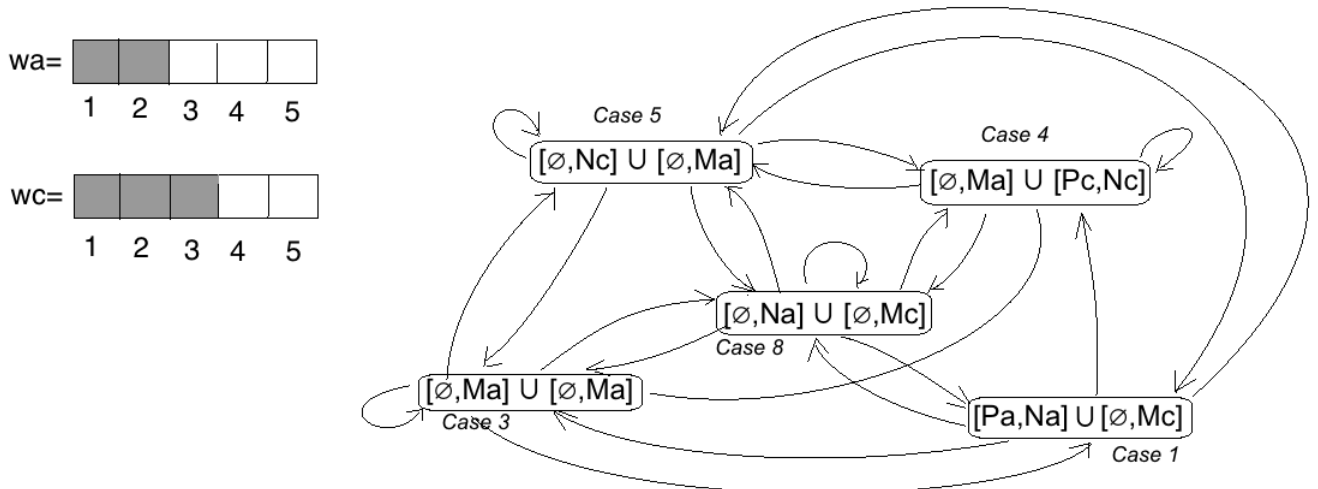 wa=
1 2 3 4 5
wc=
1 2 3 4 5
Case 5
[∅,Nc] ∪ [∅,Ma]
Case 4
[∅,Ma] ∪ [Pc,Nc]
[∅,Na] ∪ [∅,Mc]
Case 8
[∅,Ma] ∪ [∅,Ma]
Case 3
[Pa,Na] ∪ [∅,Mc]
Case 1